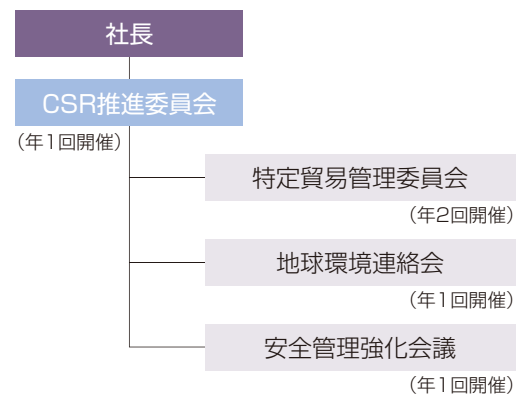 社長
CSR推進委員会
（年1回開催）
特定貿易管理委員会
（年2回開催）
地球環境連絡会
（年1回開催）
安全管理強化会議
（年1回開催）